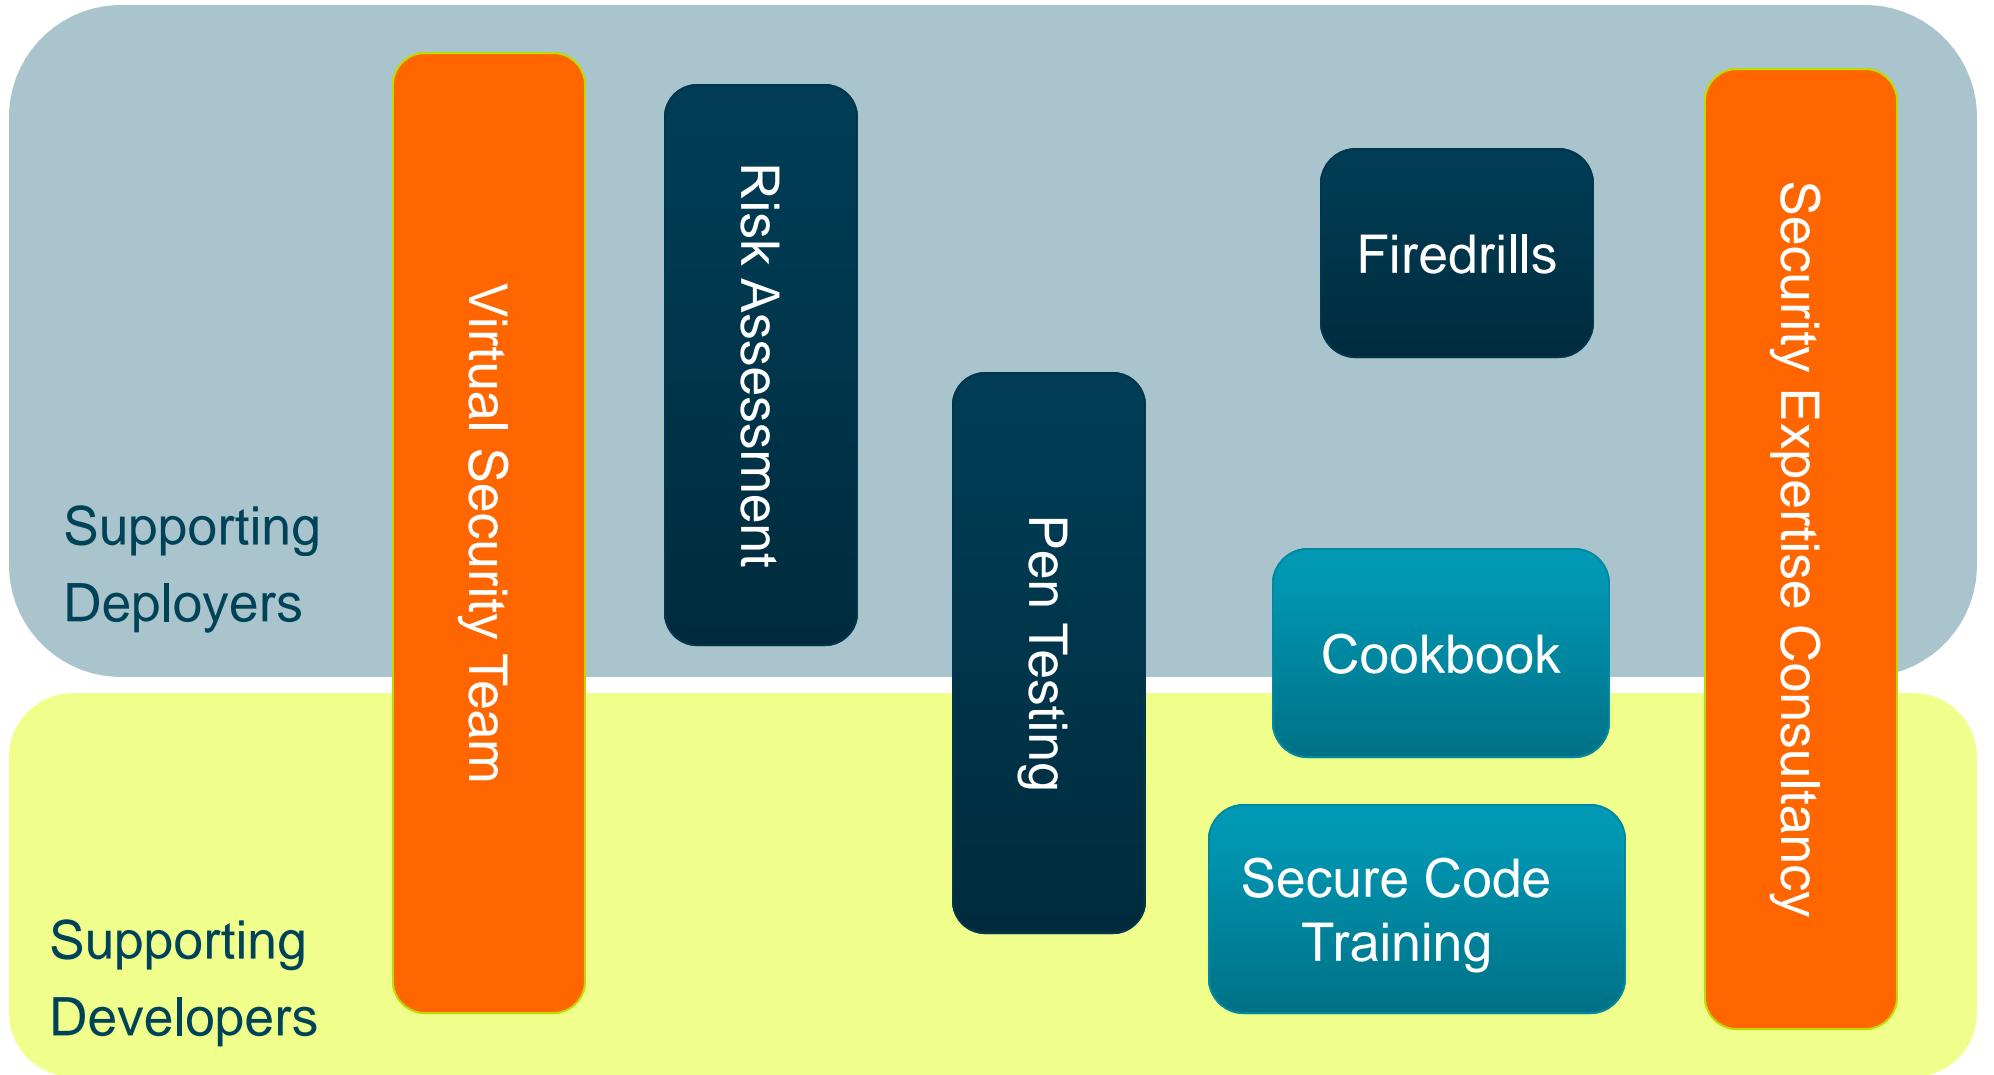 Supporting
Deployers
Virtual Security Team
Risk Assessment
Pen Testing
Firedrills
Cookbook
Security Expertise Consultancy
Supporting
Developers
Secure Code
Training